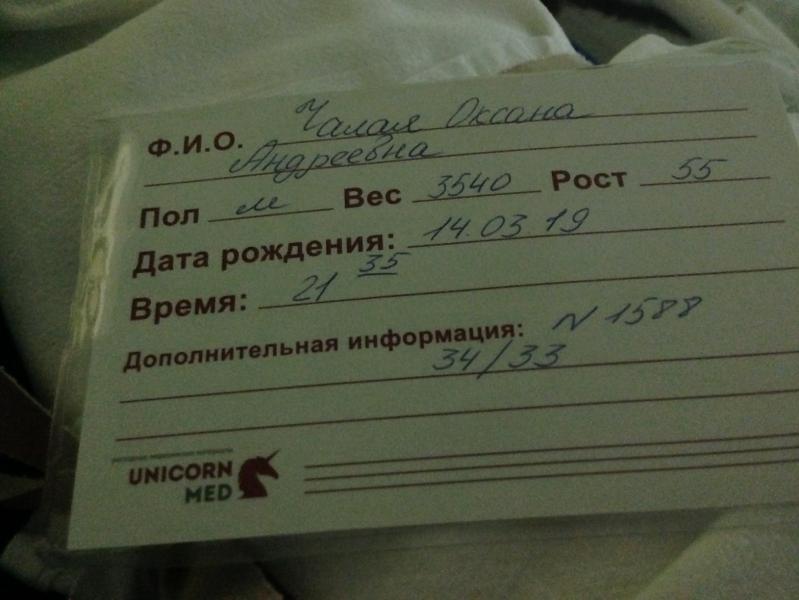 Ф.И.О. Чалая Оксана
Андреевна
Пол м Вес 3540 Рост 55
Дата рождения: 14.03 19
Время: 21 35
Дополнительная информация: N 1588
34/33
UNICORN
MED